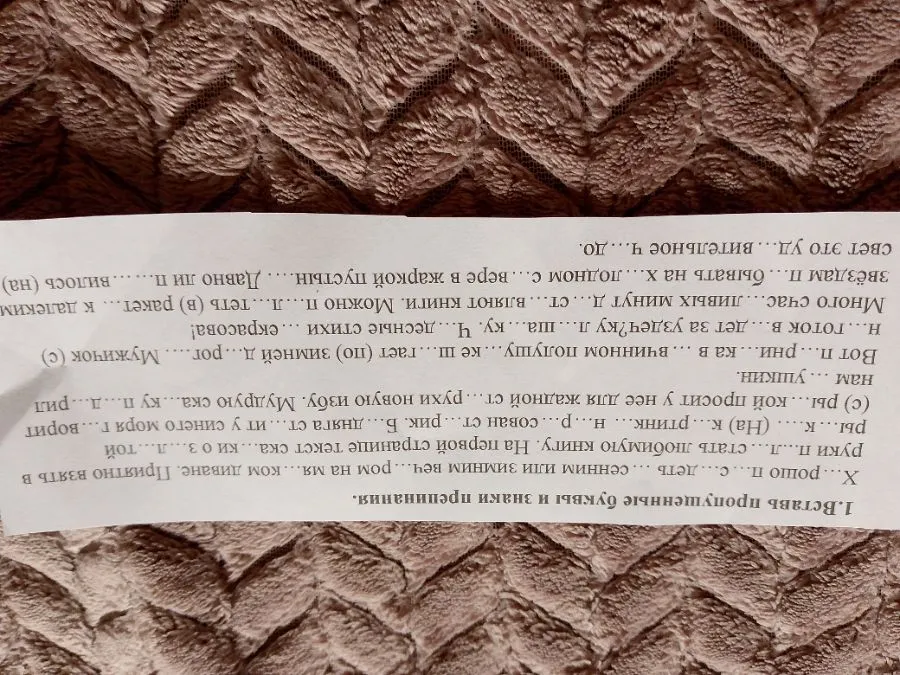 1.Вставь пропущенные буквы и знаки препинания.
Х…рошо п…с…деть …сенним или зимним веч…ром на мя…ком диване. Приятно взять в
руки п…л…стать любимую книгу. На первой странице текст ска…ки о з…л…той
ры…к…. (На) к…ртинк… н…р…сован ст…рик. Б…дняга ст…ит у синего моря г…ворит
(с) ры…кой просит у нее для жадной ст…рухи новую избу. Мудрую ска…ку п…д…рил
нам …ушкин.
Вот п…рни…ка в …вчинном полушу…ке ш…гает (по) зимней д…рог…. Мужичок (с)
н…готок в…дет за уздеч?ку л…ша…ку. Ч…десные стихи …екрасова!
Много счас…ливых минут д…ст…вляют книги. Можно п…л…теть (в) ракет… к далеким
звёздам п…бывать на х…лодном с…вере в жаркой пустын…. Давно ли п……вилось (на)
свет это уд…вительное ч…до.